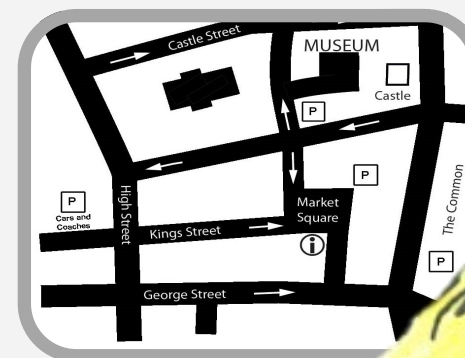 Castle Street
MUSEUM
Castle
P
P
P
Cars and
Coaches
High Street
Market
Square
Kings Street
i
The Common
P
George Street